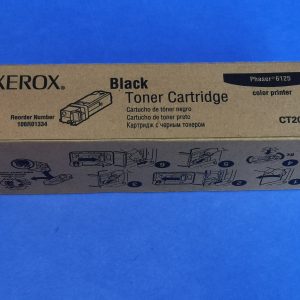 XEROX
Reorder Number
106R01334
Black
Toner Cartridge
Cartucho de tóner negro
Cartucho de toner preto
Картридж с черным тонером
Phaser® 6125
color printer
CT20